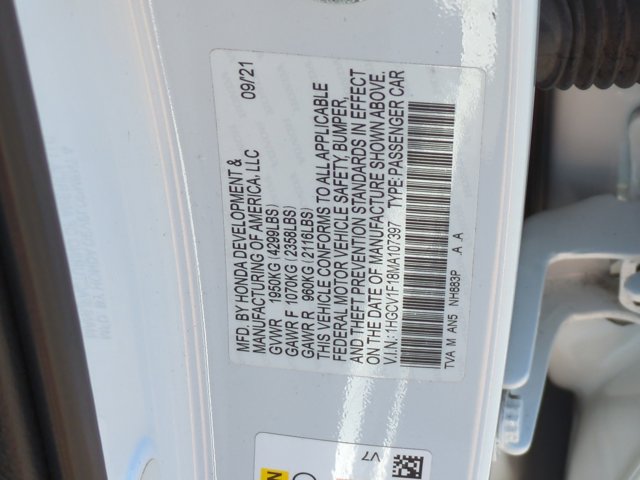 MFD. BY HONDA DEVELOPMENT & 09/21
MANUFACTURING OF AMERICA, LLC
GVWR 1950KG (4299LBS)
GAWR F 1070KG (2358LBS)
GAWR R 960KG (2116LBS)
THIS VEHICLE CONFORMS TO ALL APPLICABLE
FEDERAL MOTOR VEHICLE SAFETY, BUMPER,
AND THEFT PREVENTION STANDARDS IN EFFECT
ON THE DATE OF MANUFACTURE SHOWN ABOVE.
V.I.N.: 1HGCV1F18MA107397 TYPE: PASSENGER CAR
TVA M AN5 NH883P A A
V7